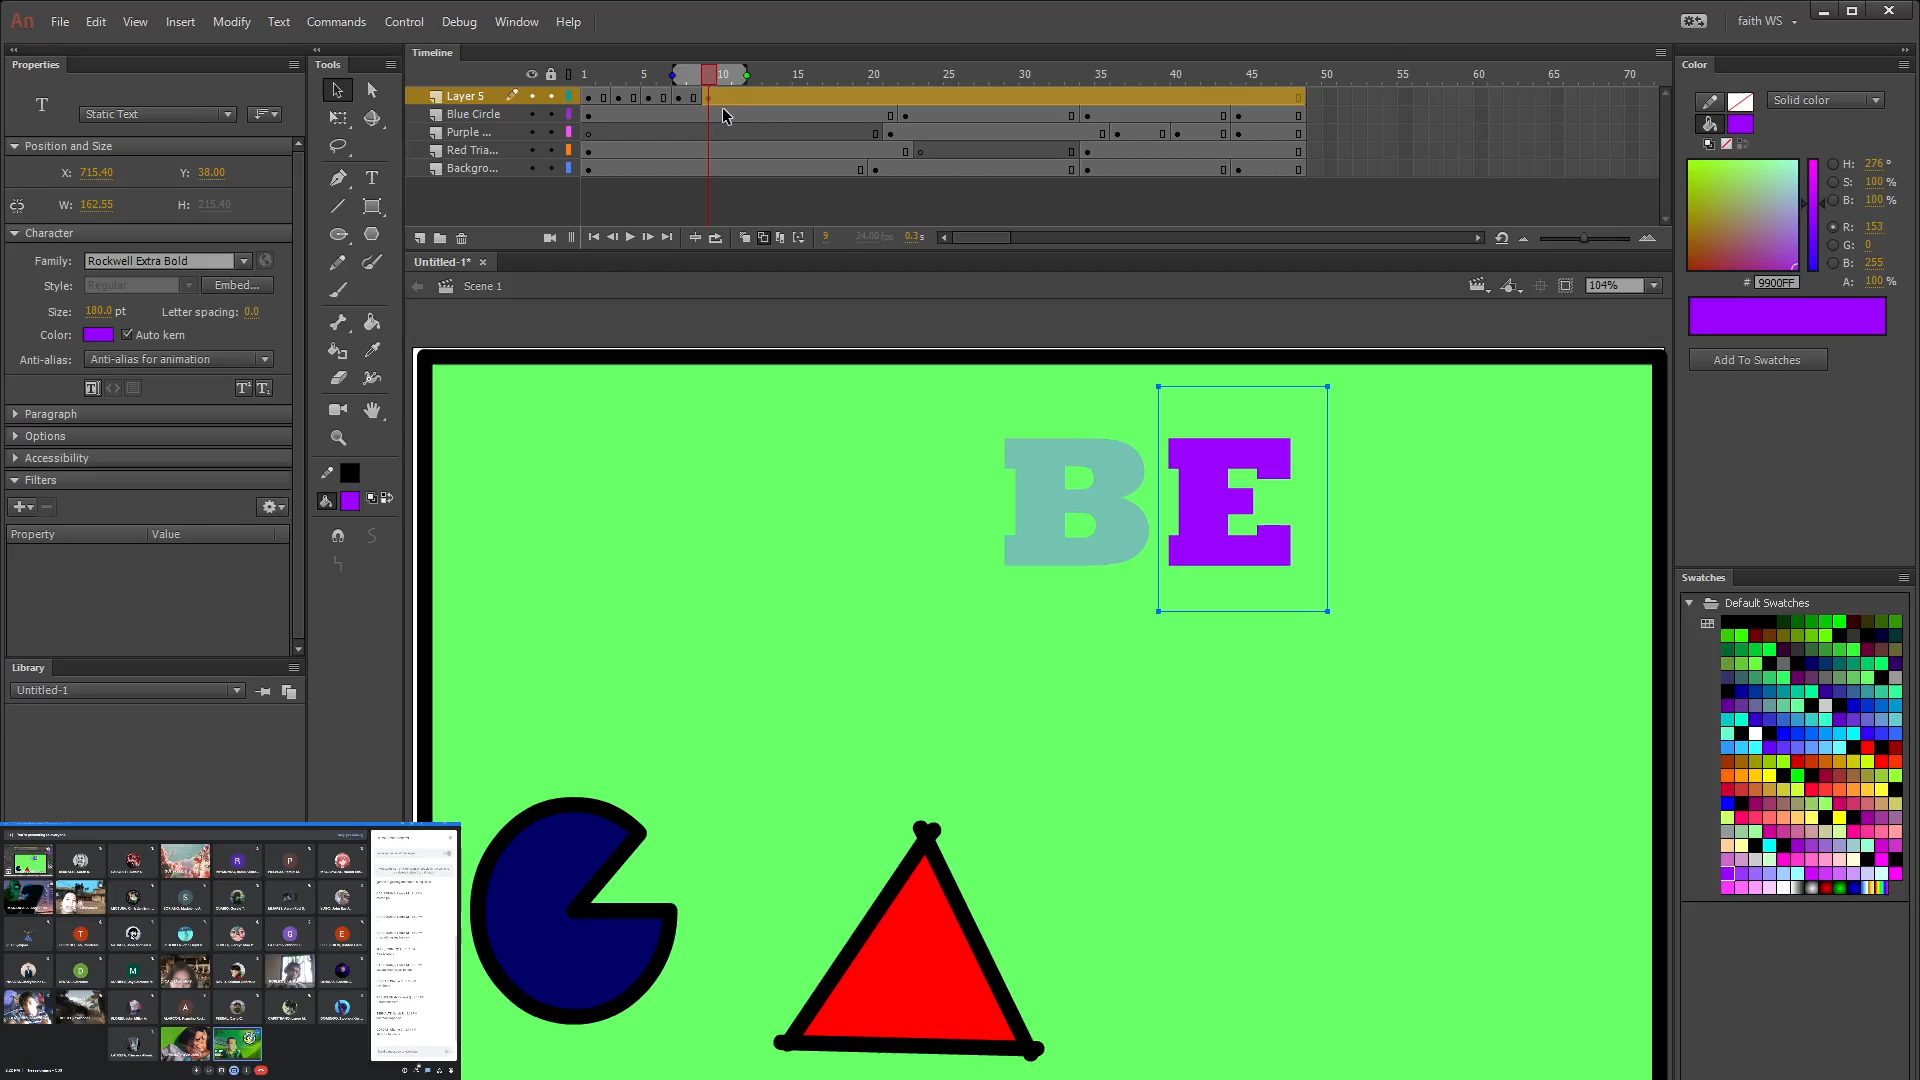 An File Edit View Insert Modify Text Commands Control Debug Window Help faith WS
Properties
Static Text
Position and Size
X: 715.40 Y: 38.00
W: 162.55 H: 215.40
Character
Family: Rockwell Extra Bold
Style: Regular Embed...
Size: 180.0 pt Letter spacing: 0.0
Color: Auto kern
Anti-alias: Anti-alias for animation
Paragraph
Options
Accessibility
Filters
Property Value
Library
Untitled-1
Tools
Timeline
1 5 10 15 20 25 30 35 40 45 50 55 60 65 70
Layer 5
Blue Circle
Purple ...
Red Tria...
Backgro...
9 24.00 fps 0.3 s
Untitled-1*
Scene 1
104%
BE
Color
Solid color
H: 276 °
S: 100 %
B: 100 %
R: 153
G: 0
B: 255
# 9900FF A: 100 %
Add To Swatches
Swatches
Default Swatches